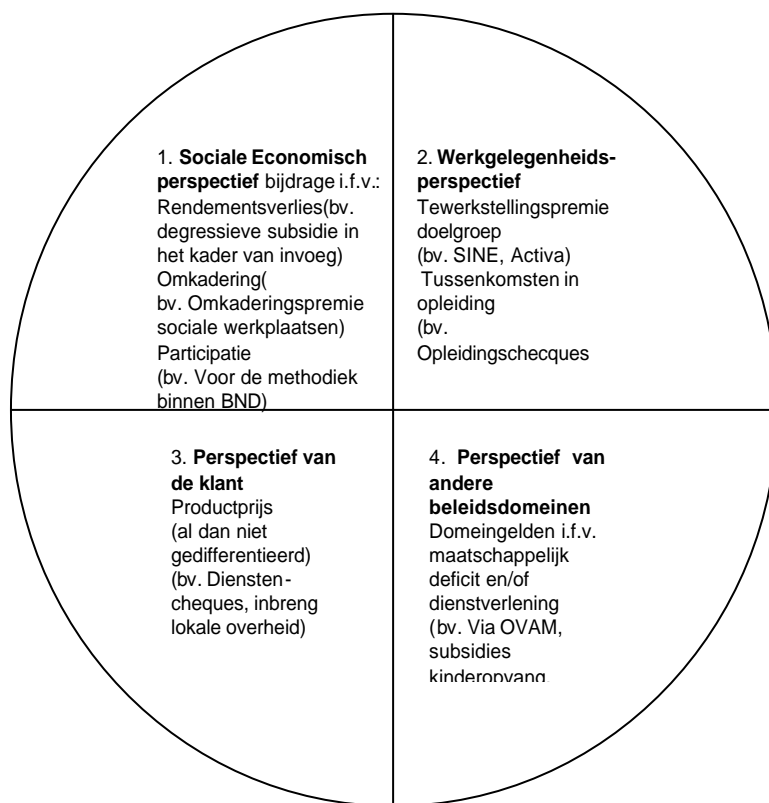 1. Sociale Economisch
perspectief bijdrage i.f.v.:
Rendementsverlies(bv.
degressieve subsidie in
het kader van invoeg)
Omkadering(
bv. Omkaderingspremie
sociale werkplaatsen)
Participatie
(bv. Voor de methodiek
binnen BND)
2. Werkgelegenheids-
perspectief
Tewerkstellingspremie
doelgroep
(bv. SINE, Activa)
Tussenkomsten in
opleiding
(bv.
Opleidingschecques
3. Perspectief van
de klant
Productprijs
(al dan niet
gedifferentieerd)
(bv. Diensten-
cheques, inbreng
lokale overheid)
4. Perspectief van
andere
beleidsdomeinen
Domeingelden i.f.v.
maatschappelijk
deficit en/of
dienstverlening
(bv. Via OVAM,
subsidies
kinderopvang.